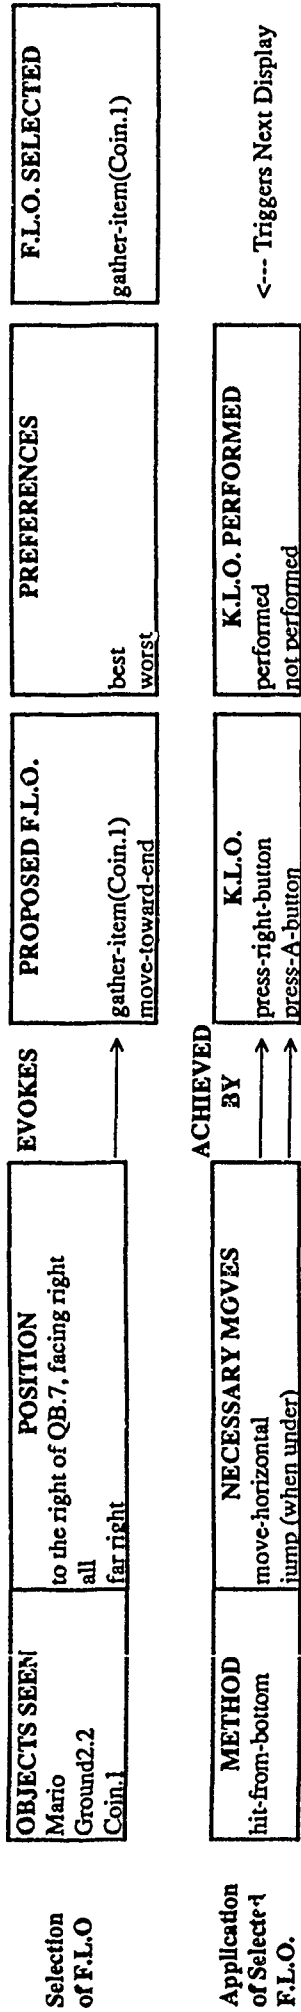 Selection
of F.L.O
OBJECTS SEEN
Mario
Ground2.2
Coin.1
POSITION
to the right of QB.7, facing right
all
far right
EVOKES
PROPOSED F.L.O.
gather-item(Coin.1)
move-toward-end
PREFERENCES
best
worst
F.L.O. SELECTED
gather-item(Coin.1)
Application
of Selected
F.L.O.
METHOD
hit-from-bottom
NECESSARY MOVES
move-horizontal
jump (when under)
ACHIEVED
BY
K.L.O.
press-right-button
press-A-button
K.L.O. PERFORMED
performed
not performed
<--- Triggers Next Display